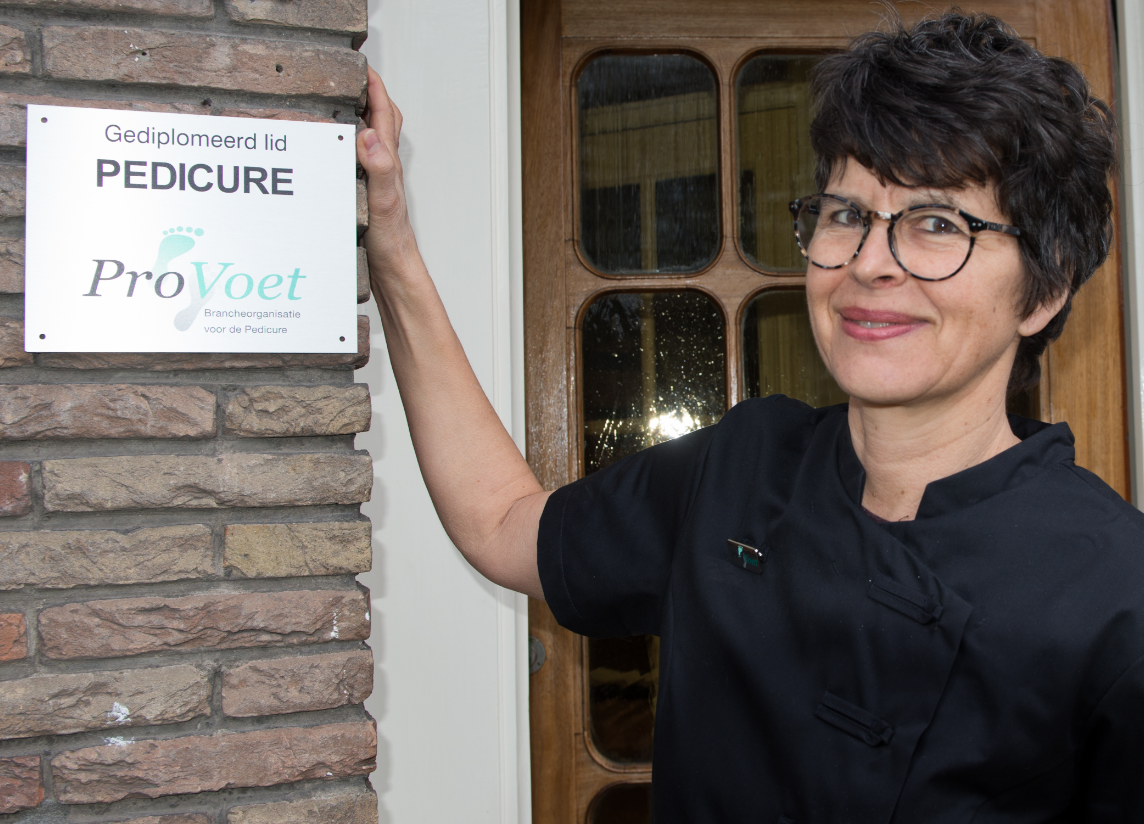 Gediplomeerd lid
PEDICURE
ProVoet
Brancheorganisatie
voor de Pedicure